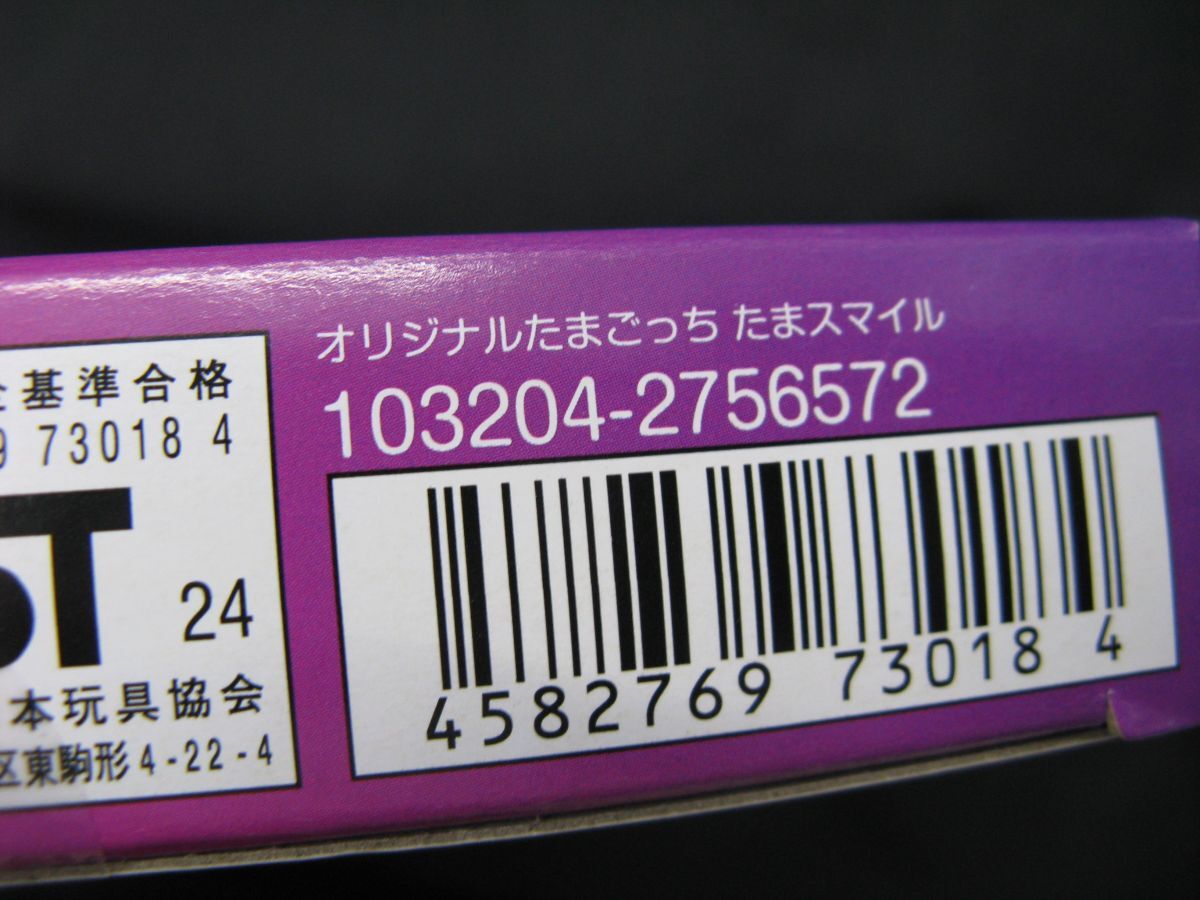 基準合格
9 73018 4
ST
24
本玩具協会
区東駒形4-22-4
オリジナルたまごっち たまスマイル
103204-2756572
4582769 73018 4